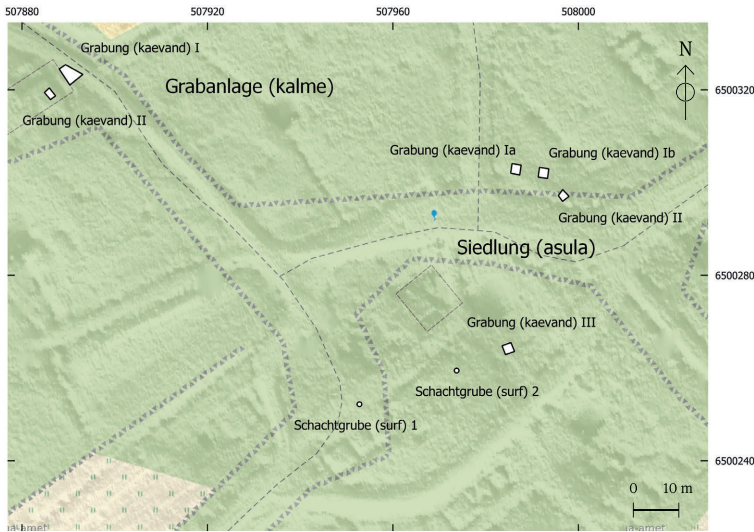 507880 507920 507960 508000
Grabung (kaevand) I
N
Grabanlage (kalme)
6500320
Grabung (kaevand) II
Grabung (kaevand) Ia
Grabung (kaevand) Ib
Grabung (kaevand) II
Siedlung (asula)
6500280
Grabung (kaevand) III
Schachtgrube (surf) 2
Schachtgrube (surf) 1
6500240
0 10 m